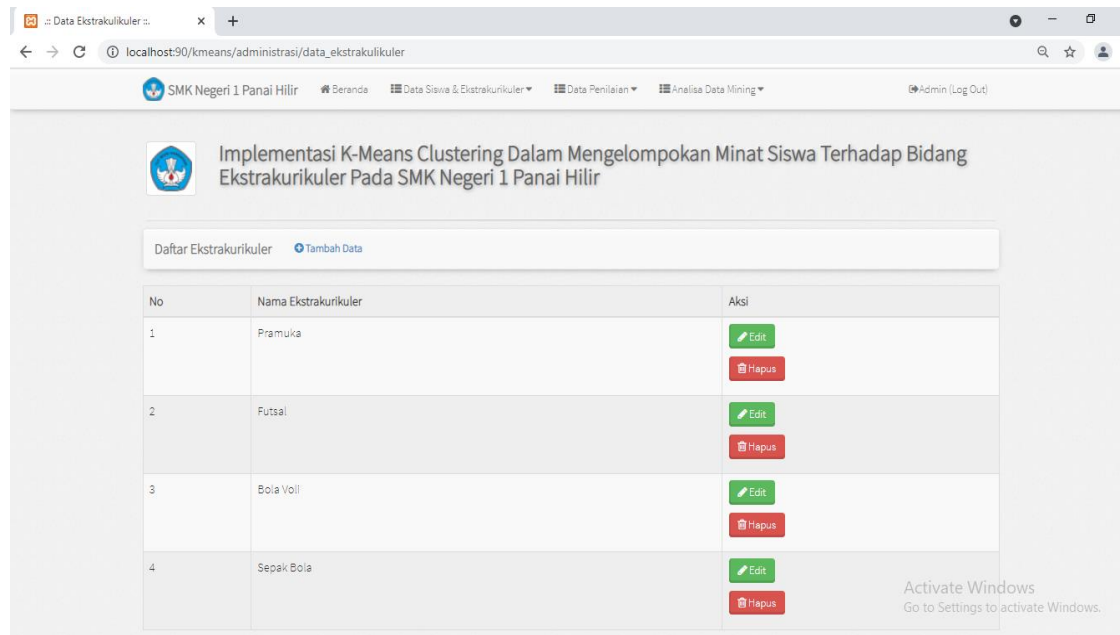 .:: Data Ekstrakulikuler ::.
localhost:90/kmeans/administrasi/data_ekstrakulikuler
SMK Negeri 1 Panai Hilir Beranda Data Siswa & Ekstrakurikuler Data Penilaian Analisa Data Mining Admin (Log Out)
Implementasi K-Means Clustering Dalam Mengelompokan Minat Siswa Terhadap Bidang
Ekstrakurikuler Pada SMK Negeri 1 Panai Hilir
Daftar Ekstrakurikuler Tambah Data
No Nama Ekstrakurikuler Aksi
1 Pramuka Edit
Hapus
2 Futsal Edit
Hapus
3 Bola Voli Edit
Hapus
4 Sepak Bola Edit
Hapus
Activate Windows
Go to Settings to activate Windows.